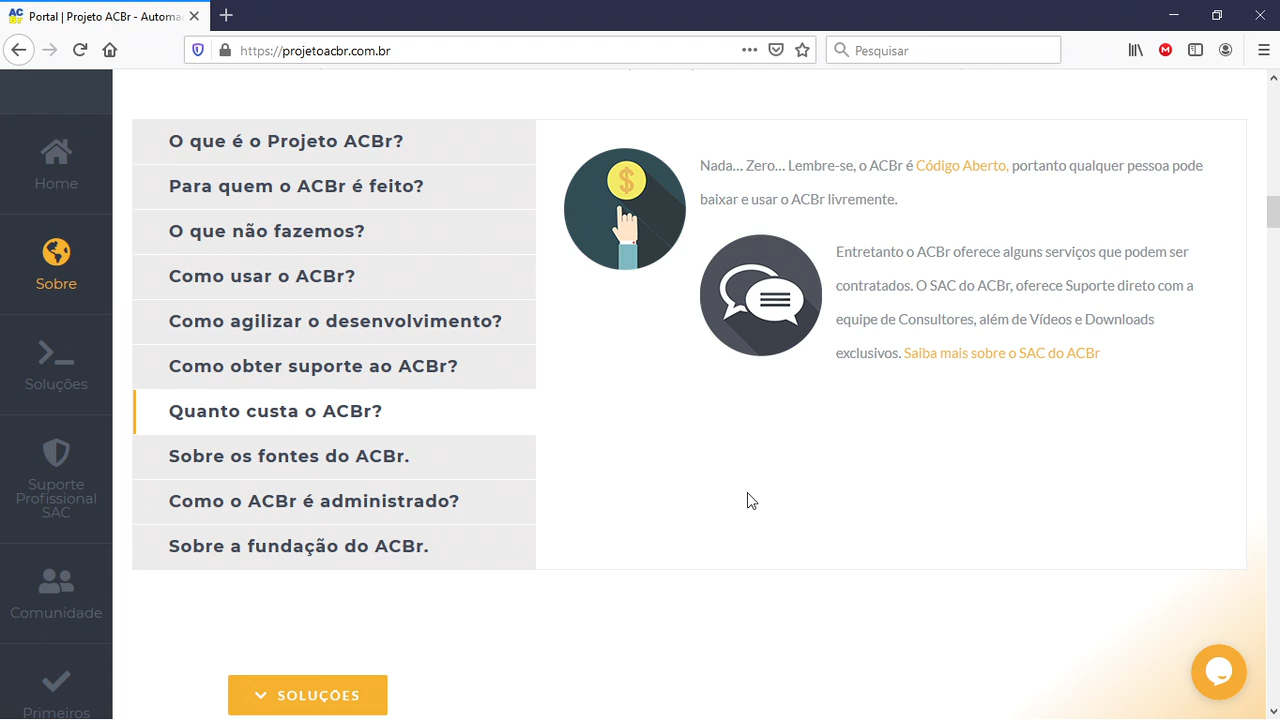 Portal | Projeto ACBr - Automa
https://projetoacbr.com.br
Pesquisar
Home
Sobre
Soluções
Suporte
Profissional
SAC
Comunidade
Primeiros
O que é o Projeto ACBr?
Para quem o ACBr é feito?
O que não fazemos?
Como usar o ACBr?
Como agilizar o desenvolvimento?
Como obter suporte ao ACBr?
Quanto custa o ACBr?
Sobre os fontes do ACBr.
Como o ACBr é administrado?
Sobre a fundação do ACBr.
Nada... Zero... Lembre-se, o ACBr é Código Aberto, portanto qualquer pessoa pode
baixar e usar o ACBr livremente.
Entretanto o ACBr oferece alguns serviços que podem ser
contratados. O SAC do ACBr, oferece Suporte direto com a
equipe de Consultores, além de Vídeos e Downloads
exclusivos. Saiba mais sobre o SAC do ACBr
SOLUÇÕES